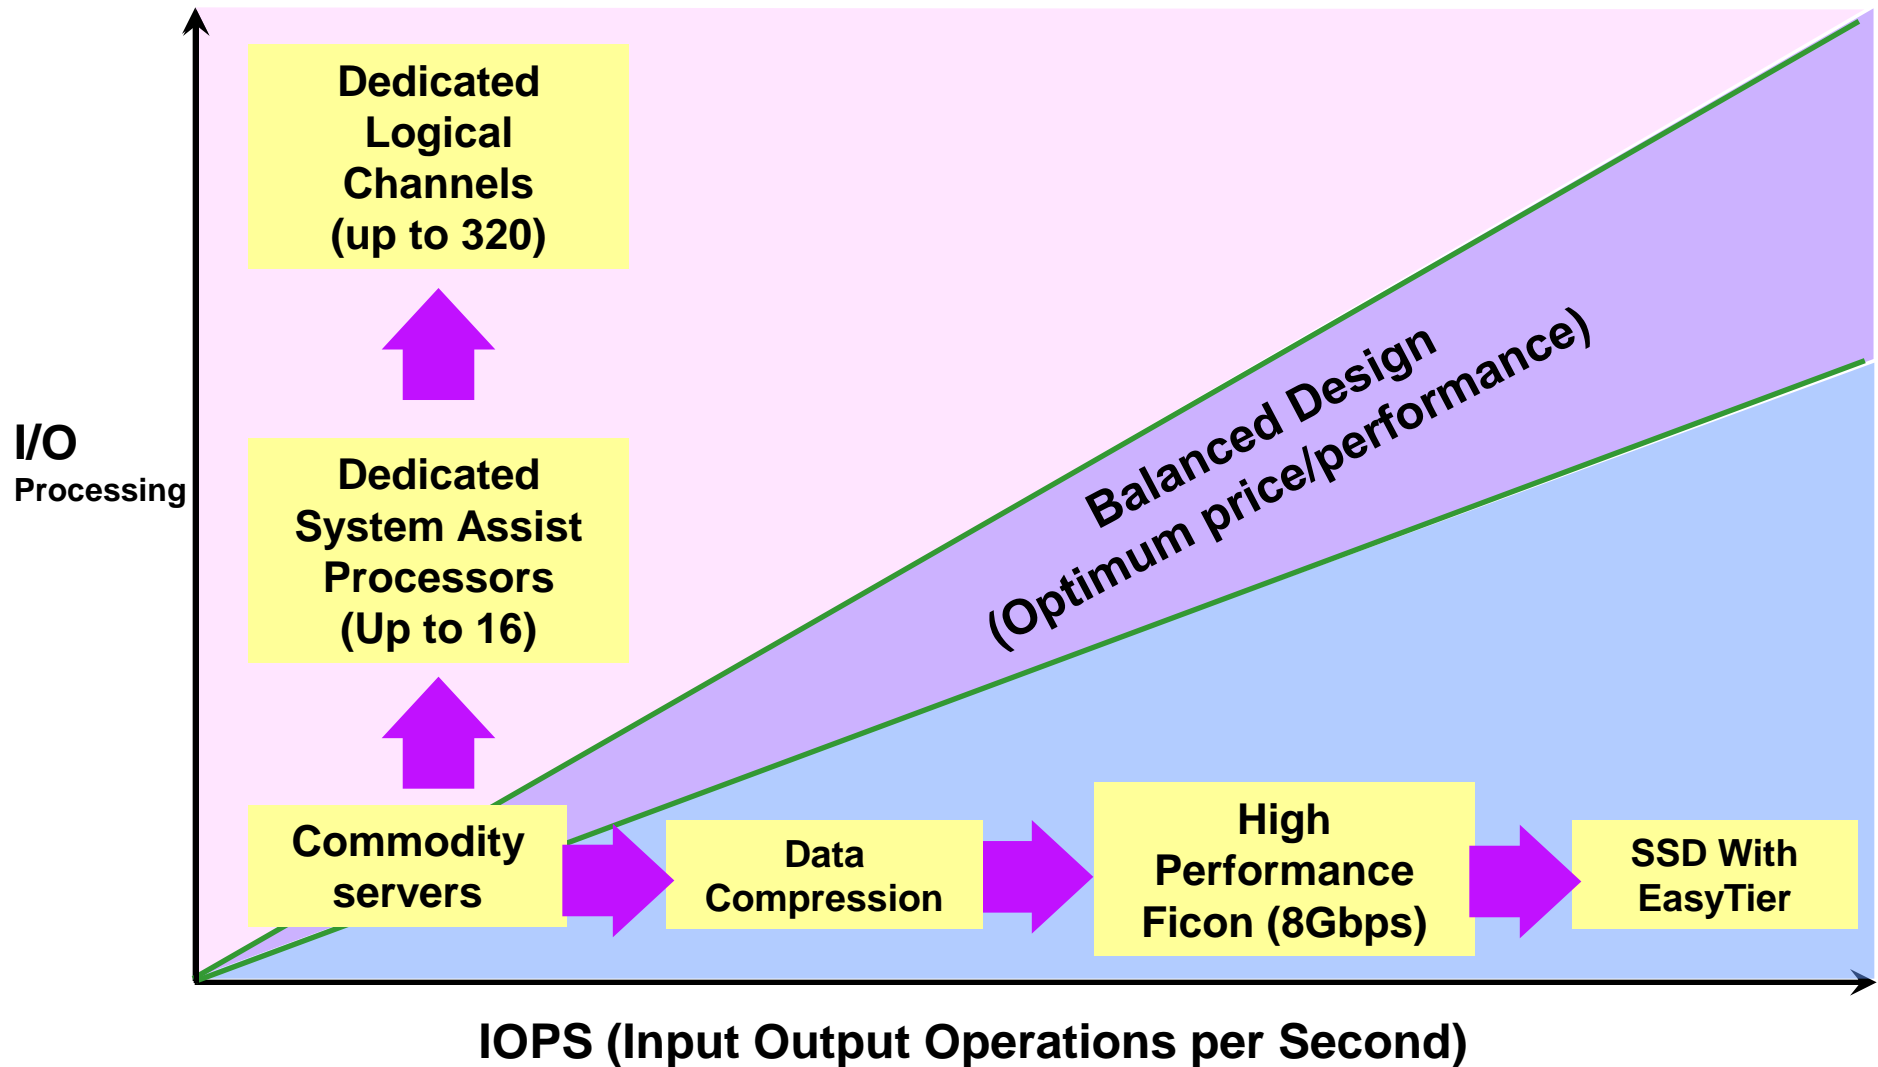 Dedicated
Logical
Channels
(up to 320)
I/O
Processing
Dedicated
System Assist
Processors
(Up to 16)
Balanced Design
(Optimum price/performance)
Commodity
servers
Data
Compression
High
Performance
Ficon (8Gbps)
SSD With
EasyTier
IOPS (Input Output Operations per Second)